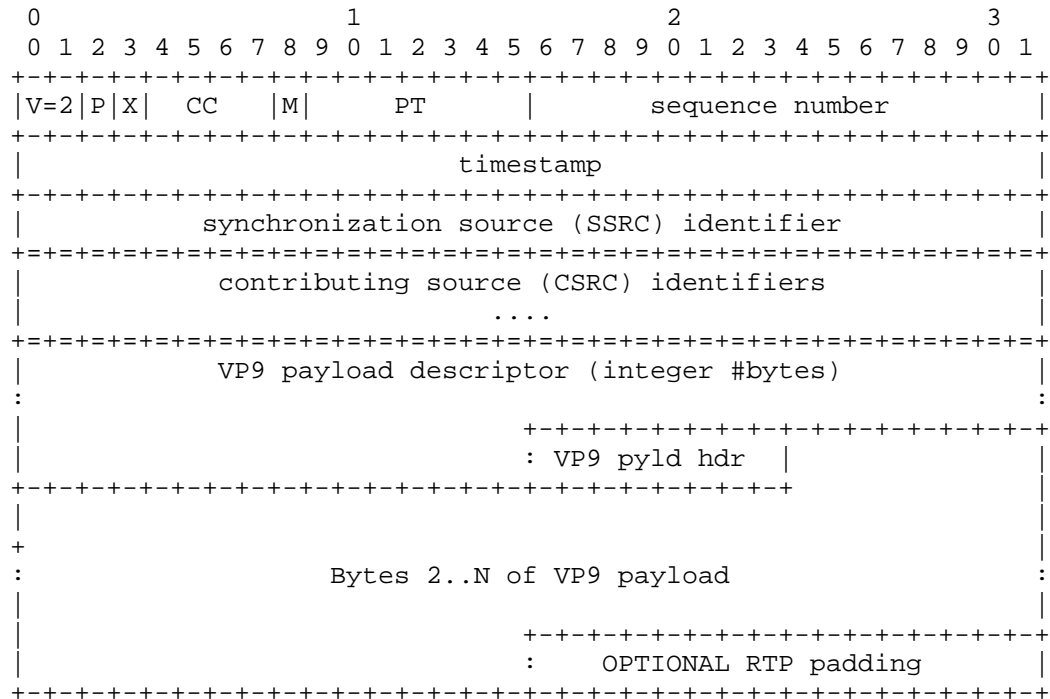 0                   1                   2                   3
 0 1 2 3 4 5 6 7 8 9 0 1 2 3 4 5 6 7 8 9 0 1 2 3 4 5 6 7 8 9 0 1
+-+-+-+-+-+-+-+-+-+-+-+-+-+-+-+-+-+-+-+-+-+-+-+-+-+-+-+-+-+-+-+-+
|V=2|P|X|  CC   |M|     PT      |       sequence number         |
+-+-+-+-+-+-+-+-+-+-+-+-+-+-+-+-+-+-+-+-+-+-+-+-+-+-+-+-+-+-+-+-+
|                           timestamp                           |
+-+-+-+-+-+-+-+-+-+-+-+-+-+-+-+-+-+-+-+-+-+-+-+-+-+-+-+-+-+-+-+-+
|           synchronization source (SSRC) identifier            |
+=+=+=+=+=+=+=+=+=+=+=+=+=+=+=+=+=+=+=+=+=+=+=+=+=+=+=+=+=+=+=+=+
|            contributing source (CSRC) identifiers             |
|                             ....                              |
+=+=+=+=+=+=+=+=+=+=+=+=+=+=+=+=+=+=+=+=+=+=+=+=+=+=+=+=+=+=+=+=+
|            VP9 payload descriptor (integer #bytes)            |
:                                                               :
|                               +-+-+-+-+-+-+-+-+-+-+-+-+-+-+-+-+
|                               : VP9 pyld hdr  |               |
+-+-+-+-+-+-+-+-+-+-+-+-+-+-+-+-+-+-+-+-+-+-+-+-+               |
|                                                               |
+                                                               |
:                   Bytes 2..N of VP9 payload                   :
|                                                               |
|                               +-+-+-+-+-+-+-+-+-+-+-+-+-+-+-+-+
|                               :    OPTIONAL RTP padding       |
+-+-+-+-+-+-+-+-+-+-+-+-+-+-+-+-+-+-+-+-+-+-+-+-+-+-+-+-+-+-+-+-+